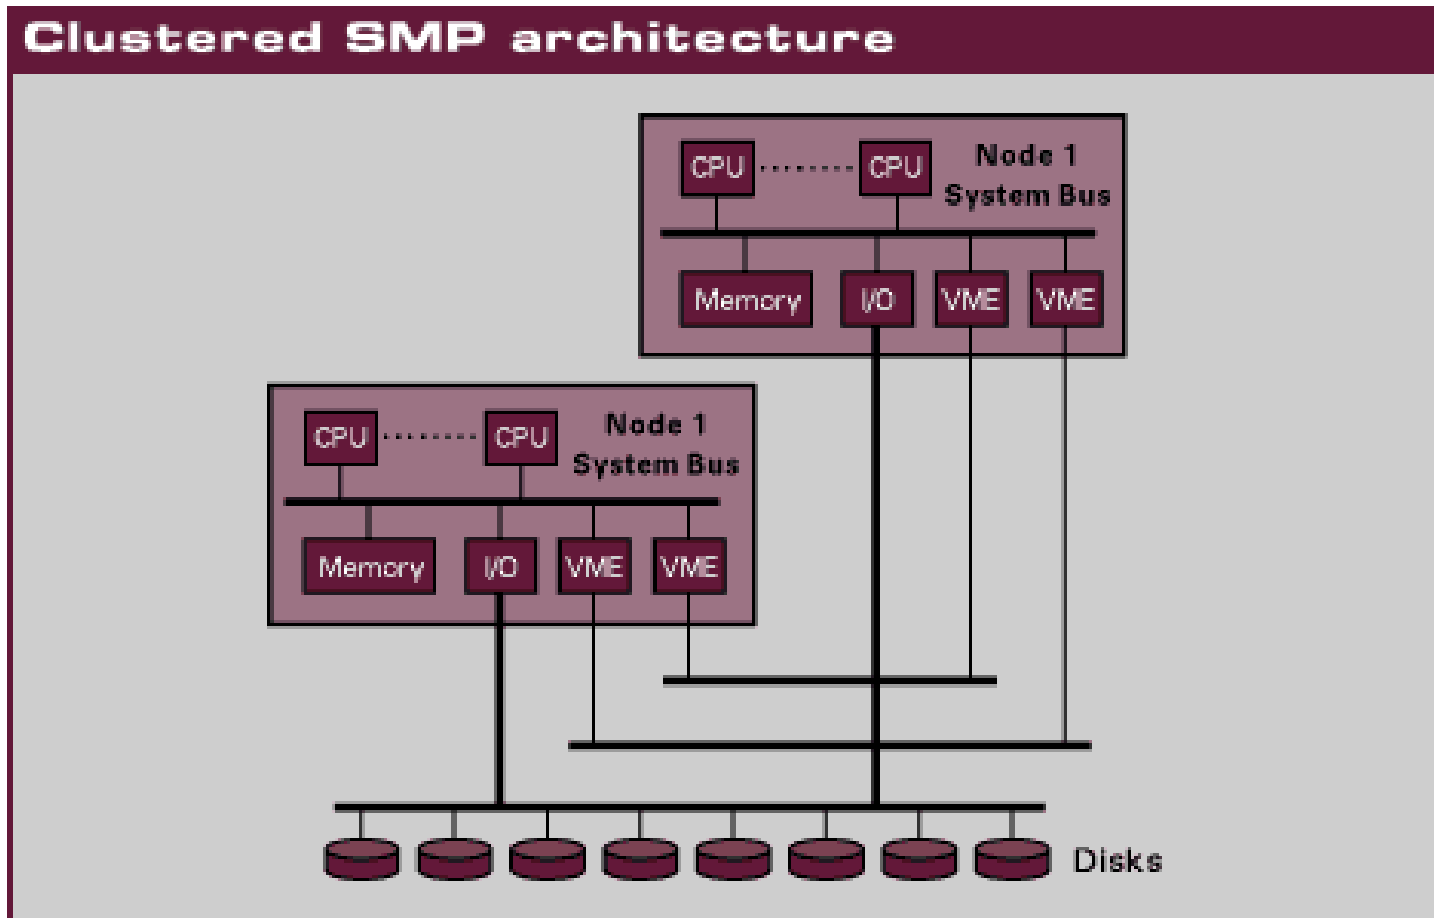 Clustered SMP architecture
CPU
CPU
Node 1
System Bus
Memory
I/O
VME
VME
CPU
CPU
Node 1
System Bus
Memory
I/O
VME
VME
Disks